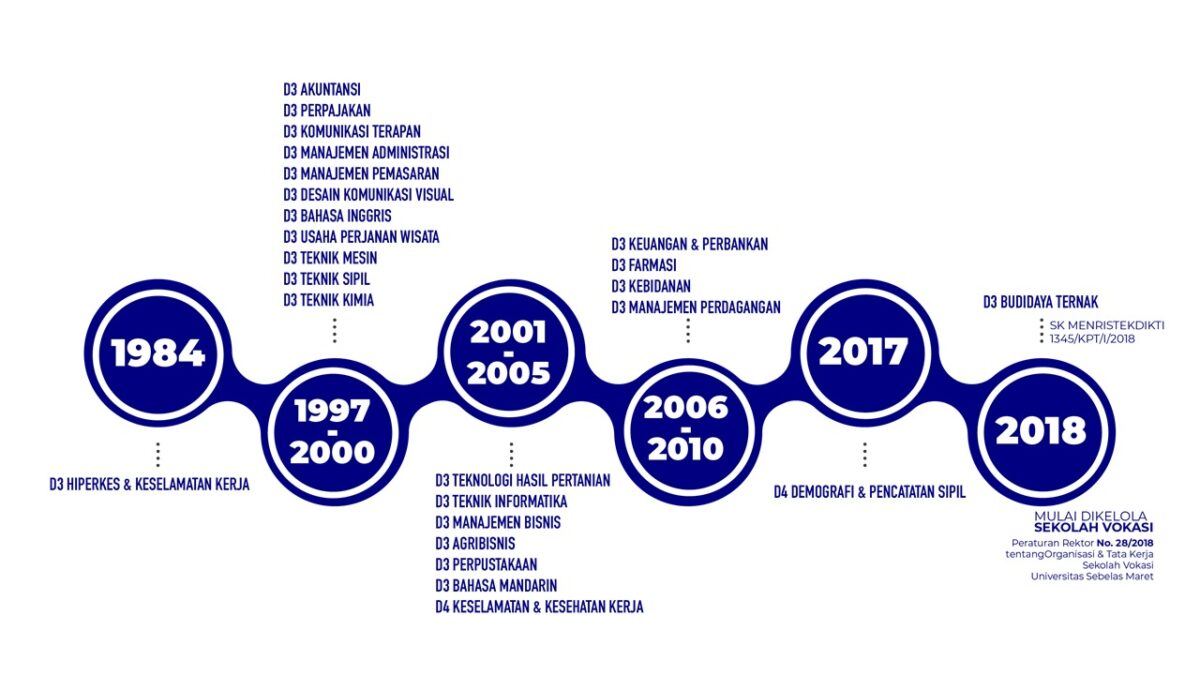 1984
D3 HIPERKES & KESELAMATAN KERJA
D3 AKUNTANSI
D3 PERPAJAKAN
D3 KOMUNIKASI TERAPAN
D3 MANAJEMEN ADMINISTRASI
D3 MANAJEMEN PEMASARAN
D3 DESAIN KOMUNIKASI VISUAL
D3 BAHASA INGGRIS
D3 USAHA PERJANAN WISATA
D3 TEKNIK MESIN
D3 TEKNIK SIPIL
D3 TEKNIK KIMIA
1997
-
2000
2001
-
2005
D3 TEKNOLOGI HASIL PERTANIAN
D3 TEKNIK INFORMATIKA
D3 MANAJEMEN BISNIS
D3 AGRIBISNIS
D3 PERPUSTAKAAN
D3 BAHASA MANDARIN
D4 KESELAMATAN & KESEHATAN KERJA
D3 KEUANGAN & PERBANKAN
D3 FARMASI
D3 KEBIDANAN
D3 MANAJEMEN PERDAGANGAN
2006
-
2010
2017
D4 DEMOGRAFI & PENCATATAN SIPIL
D3 BUDIDAYA TERNAK
SK MENRISTEKDIKTI
1345/KPT/I/2018
2018
MULAI DIKELOLA
SEKOLAH VOKASI
Peraturan Rektor No. 28/2018
tentangOrganisasi & Tata Kerja
Sekolah Vokasi
Universitas Sebelas Maret